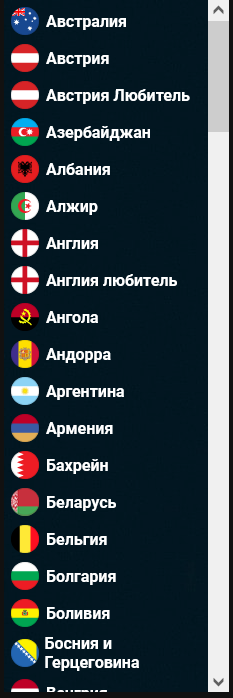 Австралия
Австрия
Австрия Любитель
Азербайджан
Албания
Алжир
Англия
Англия любитель
Ангола
Андорра
Аргентина
Армения
Бахрейн
Беларусь
Бельгия
Болгария
Боливия
Босния и
Герцеговина
Венгрия